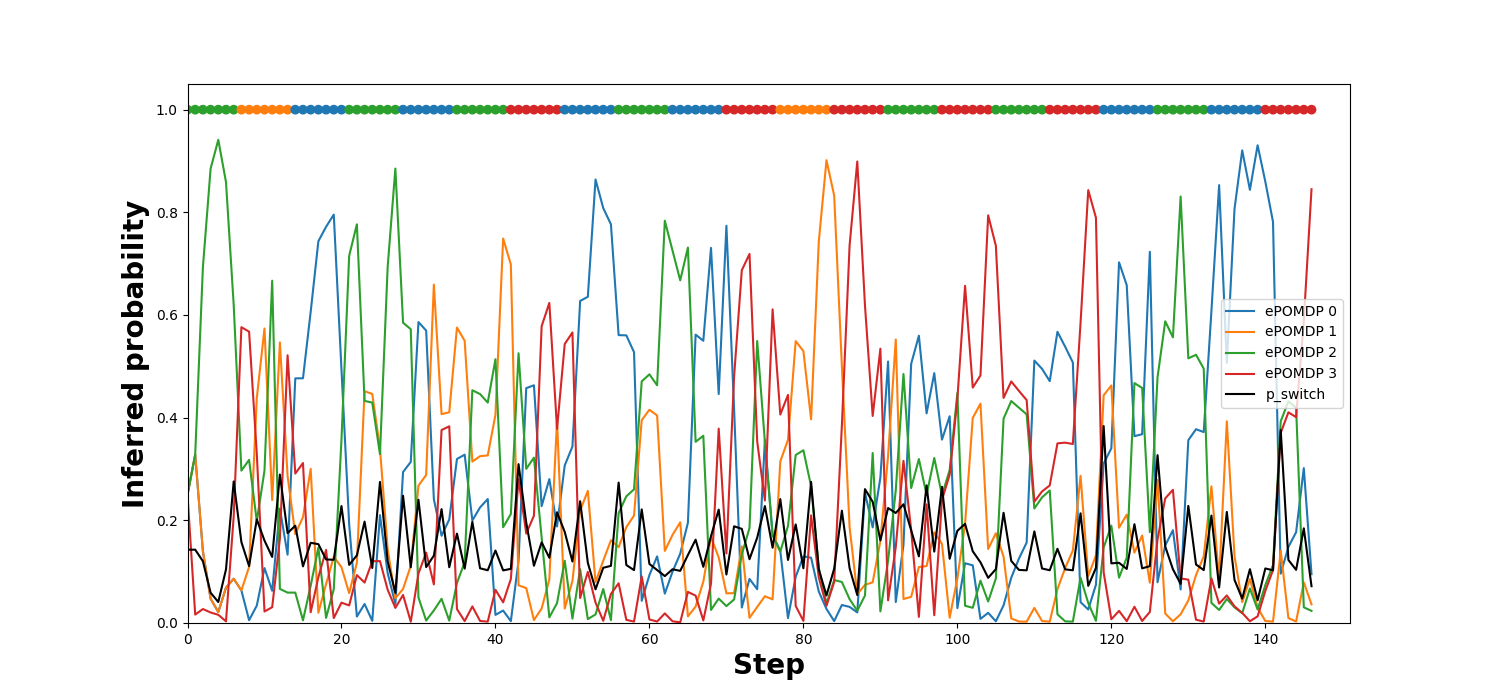 1.0
0.8
0.6
0.4
0.2
0.0
Inferred probability
ePOMDP 0
ePOMDP 1
ePOMDP 2
ePOMDP 3
p_switch
0 20 40 60 80 100 120 140
Step